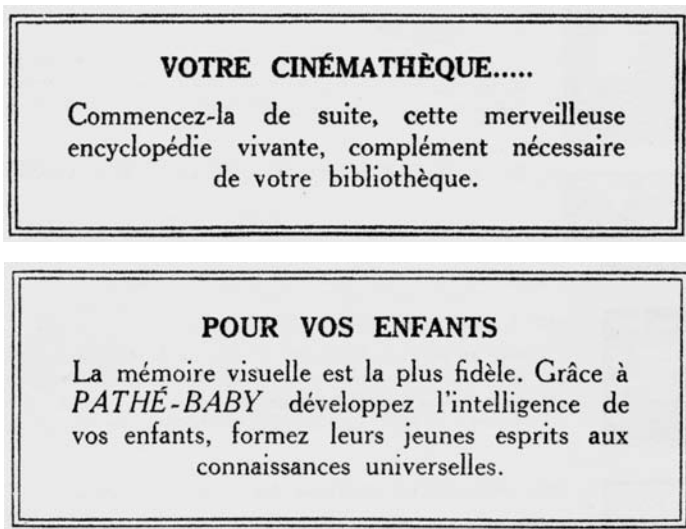 VOTRE CINÉMATHÈQUE.....
Commencez-la de suite, cette merveilleuse
encyclopédie vivante, complément nécessaire
de votre bibliothèque.
POUR VOS ENFANTS
La mémoire visuelle est la plus fidèle. Grâce à
PATHÉ-BABY développez l'intelligence de
vos enfants, formez leurs jeunes esprits aux
connaissances universelles.